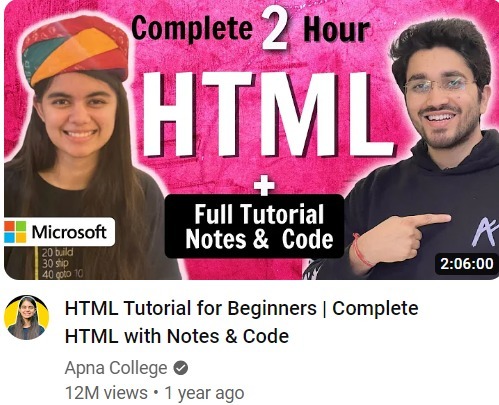 Complete 2 Hour
HTML
+
Full Tutorial
Notes & Code
Microsoft
20 build
30 ship
40 goto 10
A
2:06:00
HTML Tutorial for Beginners | Complete
HTML with Notes & Code
Apna College
12M views • 1 year ago